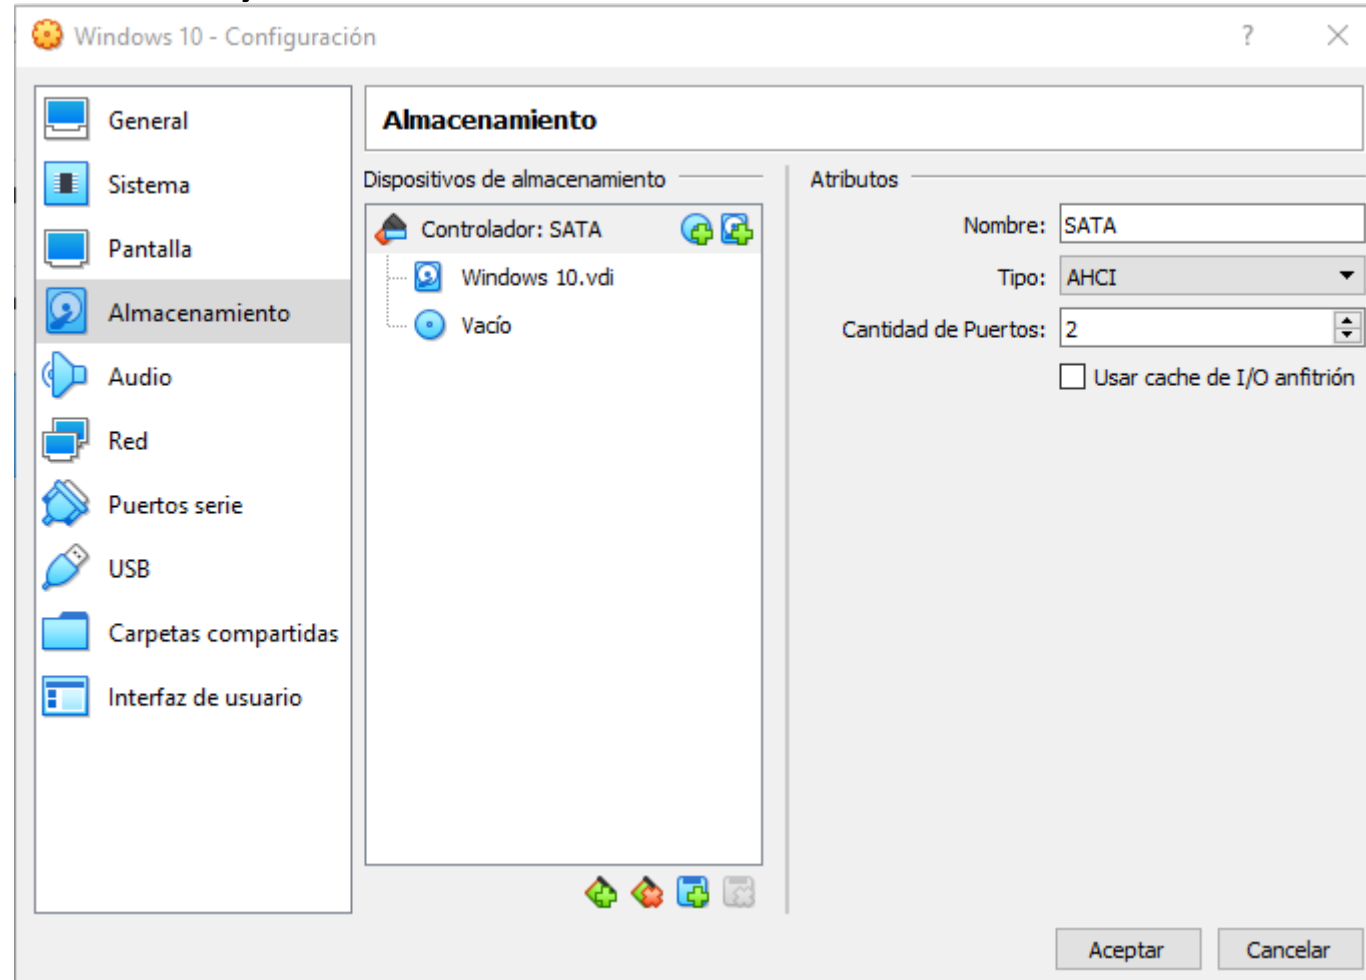 Windows 10 - Configuración
?
General
Sistema
Pantalla
Almacenamiento
Audio
Red
Puertos serie
USB
Carpetas compartidas
Interfaz de usuario
Almacenamiento
Dispositivos de almacenamiento
Controlador: SATA
Windows 10.vdi
Vacío
Atributos
Nombre: SATA
Tipo: AHCI
Cantidad de Puertos: 2
Usar cache de I/O anfitrión
Aceptar
Cancelar